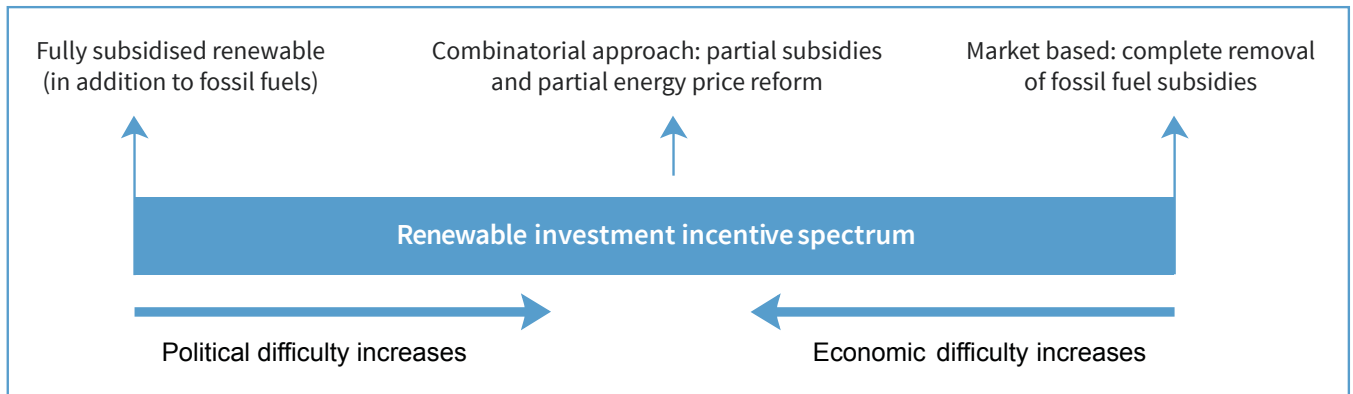 Fully subsidised renewable
(in addition to fossil fuels)
Combinatorial approach: partial subsidies
and partial energy price reform
Market based: complete removal
of fossil fuel subsidies
Renewable investment incentive spectrum
Political difficulty increases
Economic difficulty increases